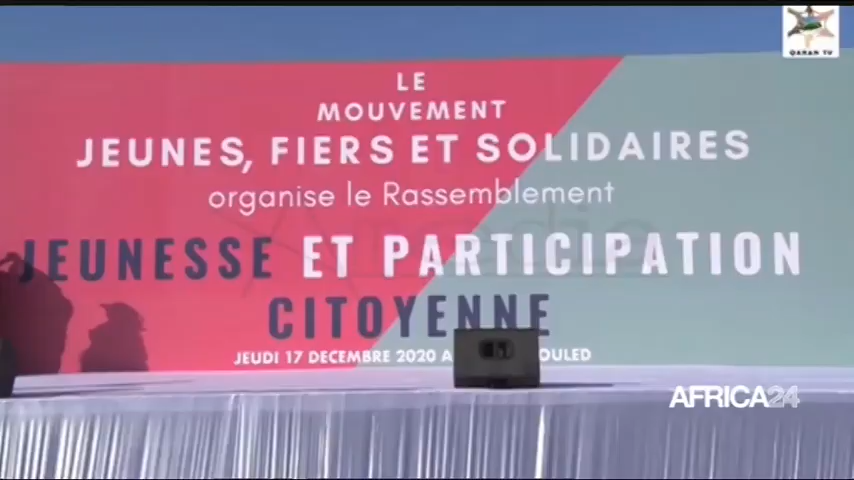 QARAN TV
LE
MOUVEMENT
JEUNES, FIERS ET SOLIDAIRES
organise le Rassemblement
JEUNESSE ET PARTICIPATION
CITOYENNE
JEUDI 17 DECEMBRE 2020 A OULED
AFRICA24